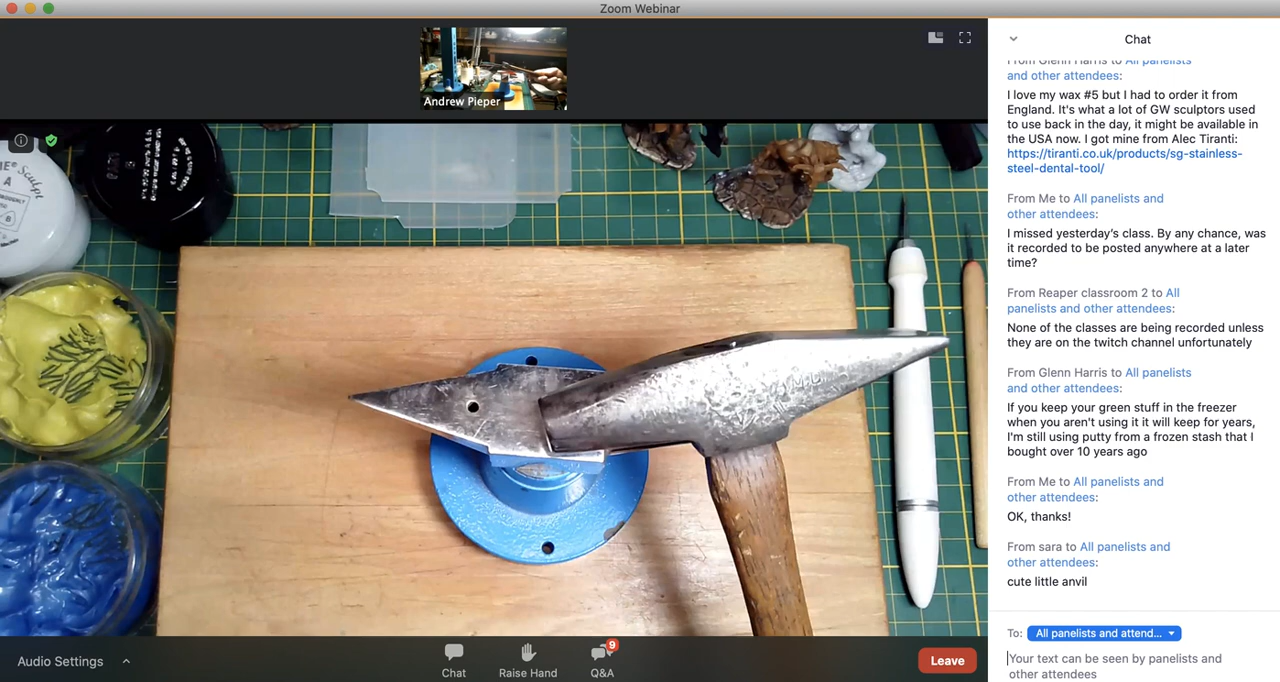 Zoom Webinar
Andrew Pieper
Sculpt
A
B
Chat
From Glenn Harris to All panelists
and other attendees:
I love my wax #5 but I had to order it from
England. It's what a lot of GW sculptors used
to use back in the day, it might be available in
the USA now. I got mine from Alec Tiranti:
https://tiranti.co.uk/products/sg-stainless-
steel-dental-tool/
From Me to All panelists and
other attendees:
I missed yesterday's class. By any chance, was
it recorded to be posted anywhere at a later
time?
From Reaper classroom 2 to All
panelists and other attendees:
None of the classes are being recorded unless
they are on the twitch channel unfortunately
From Glenn Harris to All panelists
and other attendees:
If you keep your green stuff in the freezer
when you aren't using it it will keep for years,
I'm still using putty from a frozen stash that I
bought over 10 years ago
From Me to All panelists and
other attendees:
OK, thanks!
From sara to All panelists and
other attendees:
cute little anvil
To: All panelists and attend...
Your text can be seen by panelists and
other attendees
Audio Settings
Chat
Raise Hand
9
Q&A
Leave